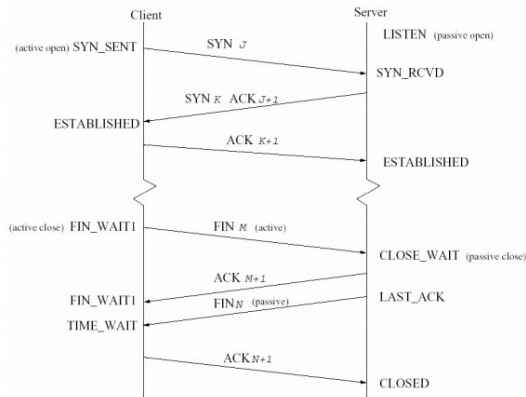 Client
Server
LISTEN (passive open)
(active open) SYN_SENT
SYN J
SYN_RCVD
SYN K ACK J+1
ESTABLISHED
ACK K+1
ESTABLISHED
(active close) FIN_WAIT1
FIN M (active)
CLOSE_WAIT (passive close)
ACK M+1
FIN_WAIT1
LAST_ACK
FIN N (passive)
TIME_WAIT
ACK N+1
CLOSED